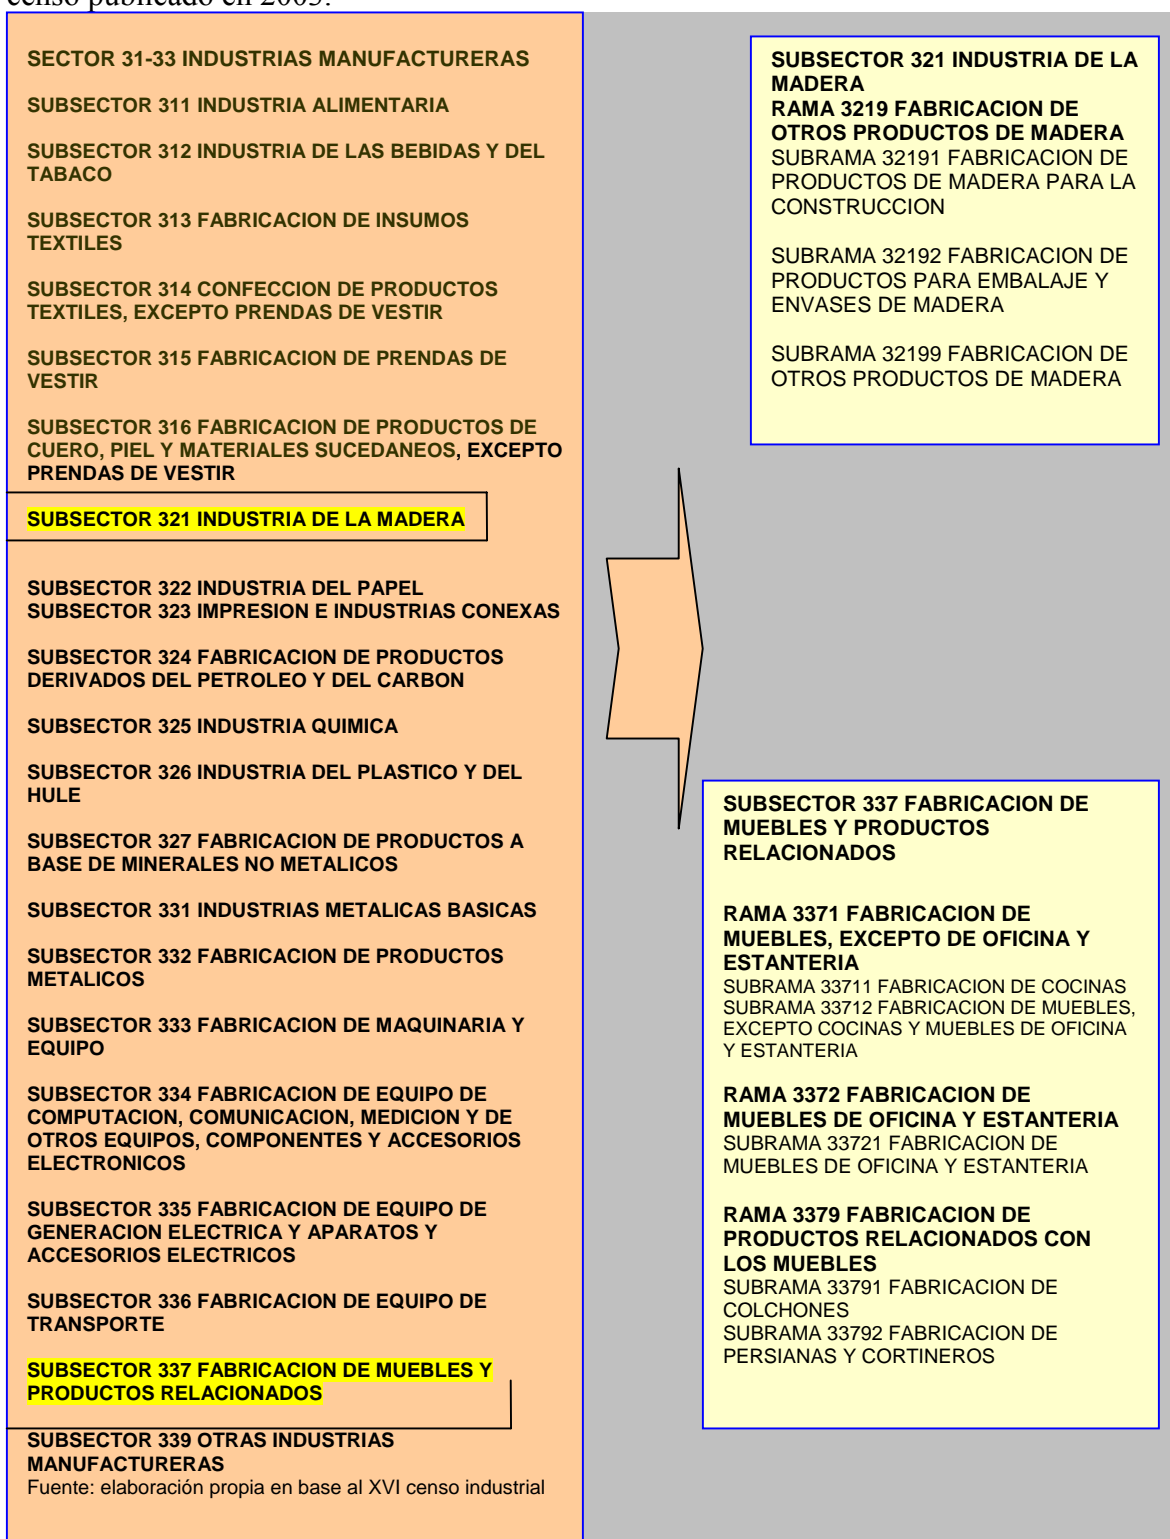 censo publicado en 2003.
SECTOR 31-33 INDUSTRIAS MANUFACTURERAS
SUBSECTOR 311 INDUSTRIA ALIMENTARIA
SUBSECTOR 312 INDUSTRIA DE LAS BEBIDAS Y DEL
TABACO
SUBSECTOR 313 FABRICACION DE INSUMOS
TEXTILES
SUBSECTOR 314 CONFECCION DE PRODUCTOS
TEXTILES, EXCEPTO PRENDAS DE VESTIR
SUBSECTOR 315 FABRICACION DE PRENDAS DE
VESTIR
SUBSECTOR 316 FABRICACION DE PRODUCTOS DE
CUERO, PIEL Y MATERIALES SUCEDANEOS, EXCEPTO
PRENDAS DE VESTIR
SUBSECTOR 321 INDUSTRIA DE LA MADERA
SUBSECTOR 322 INDUSTRIA DEL PAPEL
SUBSECTOR 323 IMPRESION E INDUSTRIAS CONEXAS
SUBSECTOR 324 FABRICACION DE PRODUCTOS
DERIVADOS DEL PETROLEO Y DEL CARBON
SUBSECTOR 325 INDUSTRIA QUIMICA
SUBSECTOR 326 INDUSTRIA DEL PLASTICO Y DEL
HULE
SUBSECTOR 327 FABRICACION DE PRODUCTOS A
BASE DE MINERALES NO METALICOS
SUBSECTOR 331 INDUSTRIAS METALICAS BASICAS
SUBSECTOR 332 FABRICACION DE PRODUCTOS
METALICOS
SUBSECTOR 333 FABRICACION DE MAQUINARIA Y
EQUIPO
SUBSECTOR 334 FABRICACION DE EQUIPO DE
COMPUTACION, COMUNICACION, MEDICION Y DE
OTROS EQUIPOS, COMPONENTES Y ACCESORIOS
ELECTRONICOS
SUBSECTOR 335 FABRICACION DE EQUIPO DE
GENERACION ELECTRICA Y APARATOS Y
ACCESORIOS ELECTRICOS
SUBSECTOR 336 FABRICACION DE EQUIPO DE
TRANSPORTE
SUBSECTOR 337 FABRICACION DE MUEBLES Y
PRODUCTOS RELACIONADOS
SUBSECTOR 339 OTRAS INDUSTRIAS
MANUFACTURERAS
Fuente: elaboración propia en base al XVI censo industrial
SUBSECTOR 321 INDUSTRIA DE LA
MADERA
RAMA 3219 FABRICACION DE
OTROS PRODUCTOS DE MADERA
SUBRAMA 32191 FABRICACION DE
PRODUCTOS DE MADERA PARA LA
CONSTRUCCION
SUBRAMA 32192 FABRICACION DE
PRODUCTOS PARA EMBALAJE Y
ENVASES DE MADERA
SUBRAMA 32199 FABRICACION DE
OTROS PRODUCTOS DE MADERA
SUBSECTOR 337 FABRICACION DE
MUEBLES Y PRODUCTOS
RELACIONADOS
RAMA 3371 FABRICACION DE
MUEBLES, EXCEPTO DE OFICINA Y
ESTANTERIA
SUBRAMA 33711 FABRICACION DE COCINAS
SUBRAMA 33712 FABRICACION DE MUEBLES,
EXCEPTO COCINAS Y MUEBLES DE OFICINA
Y ESTANTERIA
RAMA 3372 FABRICACION DE
MUEBLES DE OFICINA Y ESTANTERIA
SUBRAMA 33721 FABRICACION DE
MUEBLES DE OFICINA Y ESTANTERIA
RAMA 3379 FABRICACION DE
PRODUCTOS RELACIONADOS CON
LOS MUEBLES
SUBRAMA 33791 FABRICACION DE
COLCHONES
SUBRAMA 33792 FABRICACION DE
PERSIANAS Y CORTINEROS